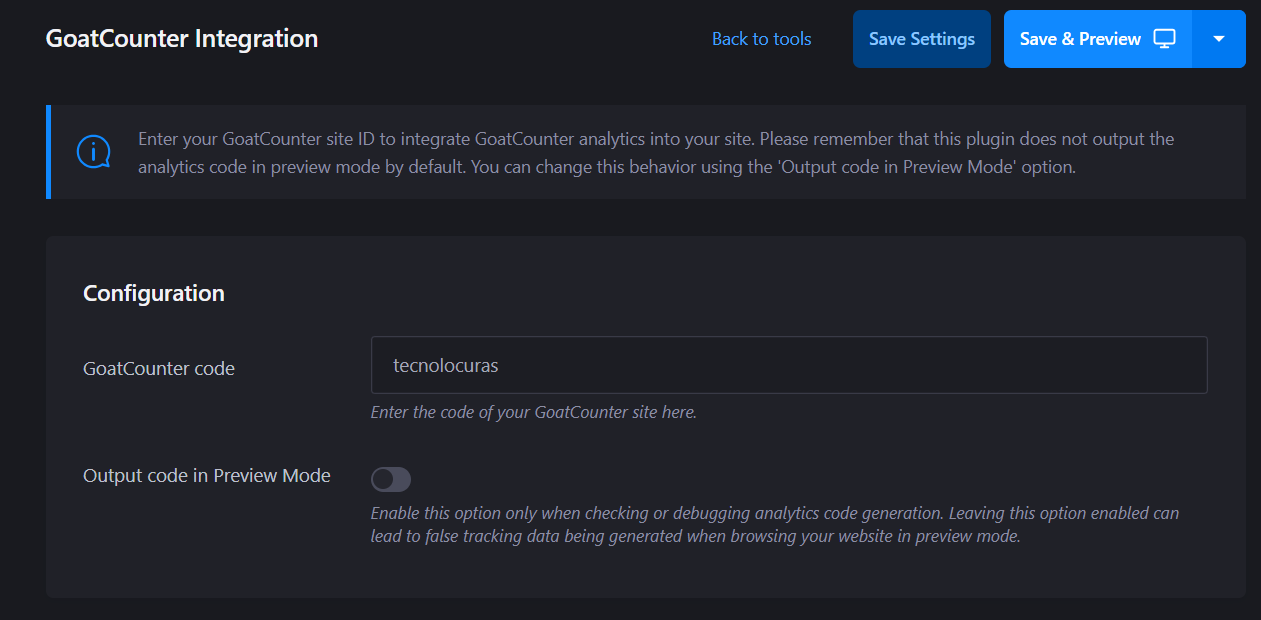 GoatCounter Integration
Back to tools
Save Settings
Save & Preview
Enter your GoatCounter site ID to integrate GoatCounter analytics into your site. Please remember that this plugin does not output the
analytics code in preview mode by default. You can change this behavior using the 'Output code in Preview Mode' option.
Configuration
GoatCounter code
tecnolocuras
Enter the code of your GoatCounter site here.
Output code in Preview Mode
Enable this option only when checking or debugging analytics code generation. Leaving this option enabled can
lead to false tracking data being generated when browsing your website in preview mode.